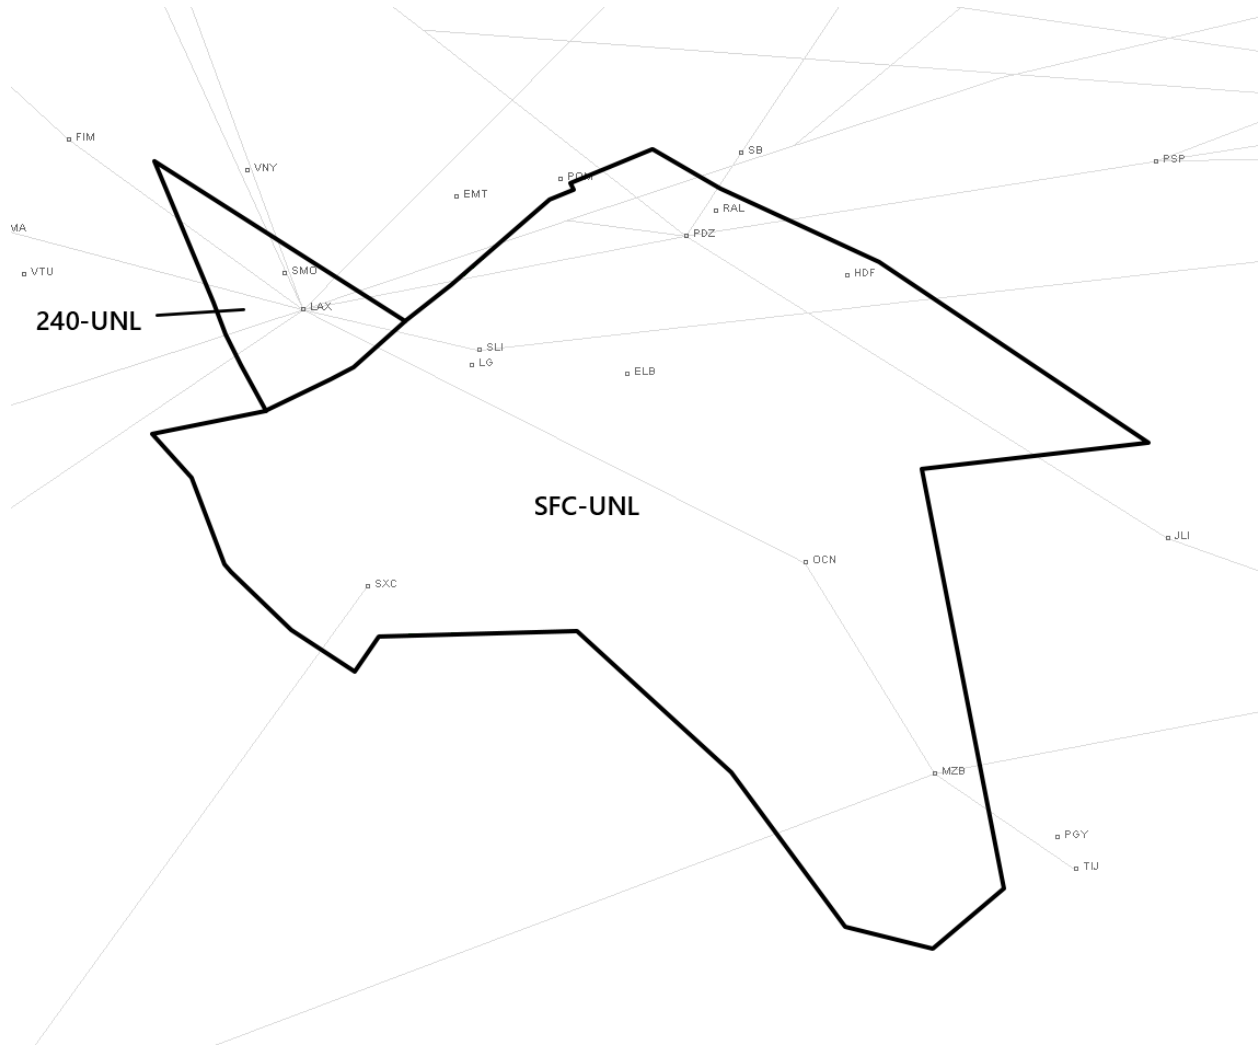 FIM
VNY
SB
PSP
POM
EMT
RAL
MA
PDZ
VTU
SMO
HDF
LAX
240-UNL
SLI
LG
ELB
SFC-UNL
JLI
OCN
SXC
MZB
PGY
TIJ